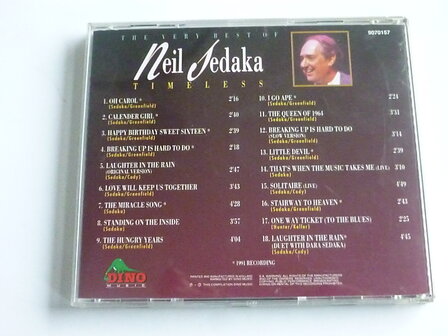 THE VERY BEST OF
9070157
Neil Sedaka
TIMELESS
1. OH CAROL * 2'16
(Sedaka/Greenfield)
2. CALENDER GIRL * 2'40
(Sedaka/Greenfield)
3. HAPPY BIRTHDAY SWEET SIXTEEN * 2'39
(Sedaka/Greenfield)
4. BREAKING UP IS HARD TO DO * 2'18
(Sedaka/Greenfield)
5. LAUGHTER IN THE RAIN
(ORIGINAL VERSION) 2'47
(Sedaka/Cody)
6. LOVE WILL KEEP US TOGETHER 3'43
(Sedaka/Greenfield)
7. THE MIRACLE SONG * 4'28
(Sedaka)
8. STANDING ON THE INSIDE 3'57
(Sedaka)
9. THE HUNGRY YEARS 4'04
(Sedaka/Greenfield)
10. I GO APE * 2'24
(Sedaka/Greenfield)
11. THE QUEEN OF 1964 3'31
(Sedaka/Greenfield)
12. BREAKING UP IS HARD TO DO
(SLOW VERSION) 3'14
(Sedaka/Greenfield)
13. LITTLE DEVIL * 2'39
(Sedaka/Greenfield)
14. THAT'S WHEN THE MUSIC TAKES ME (LIVE) 3'10
(Sedaka)
15. SOLITAIRE (LIVE) 4'49
(Sedaka/Cody)
16. STAIRWAY TO HEAVEN * 2'41
(Sedaka/Greenfield)
17. ONE WAY TICKET (TO THE BLUES) 2'25
(Hunter/Keller)
18. LAUGHTER IN THE RAIN* 4'45
(DUET WITH DARA SEDAKA)
(Sedaka/Cody)
* 1991 RECORDING
DINO
MUSIC